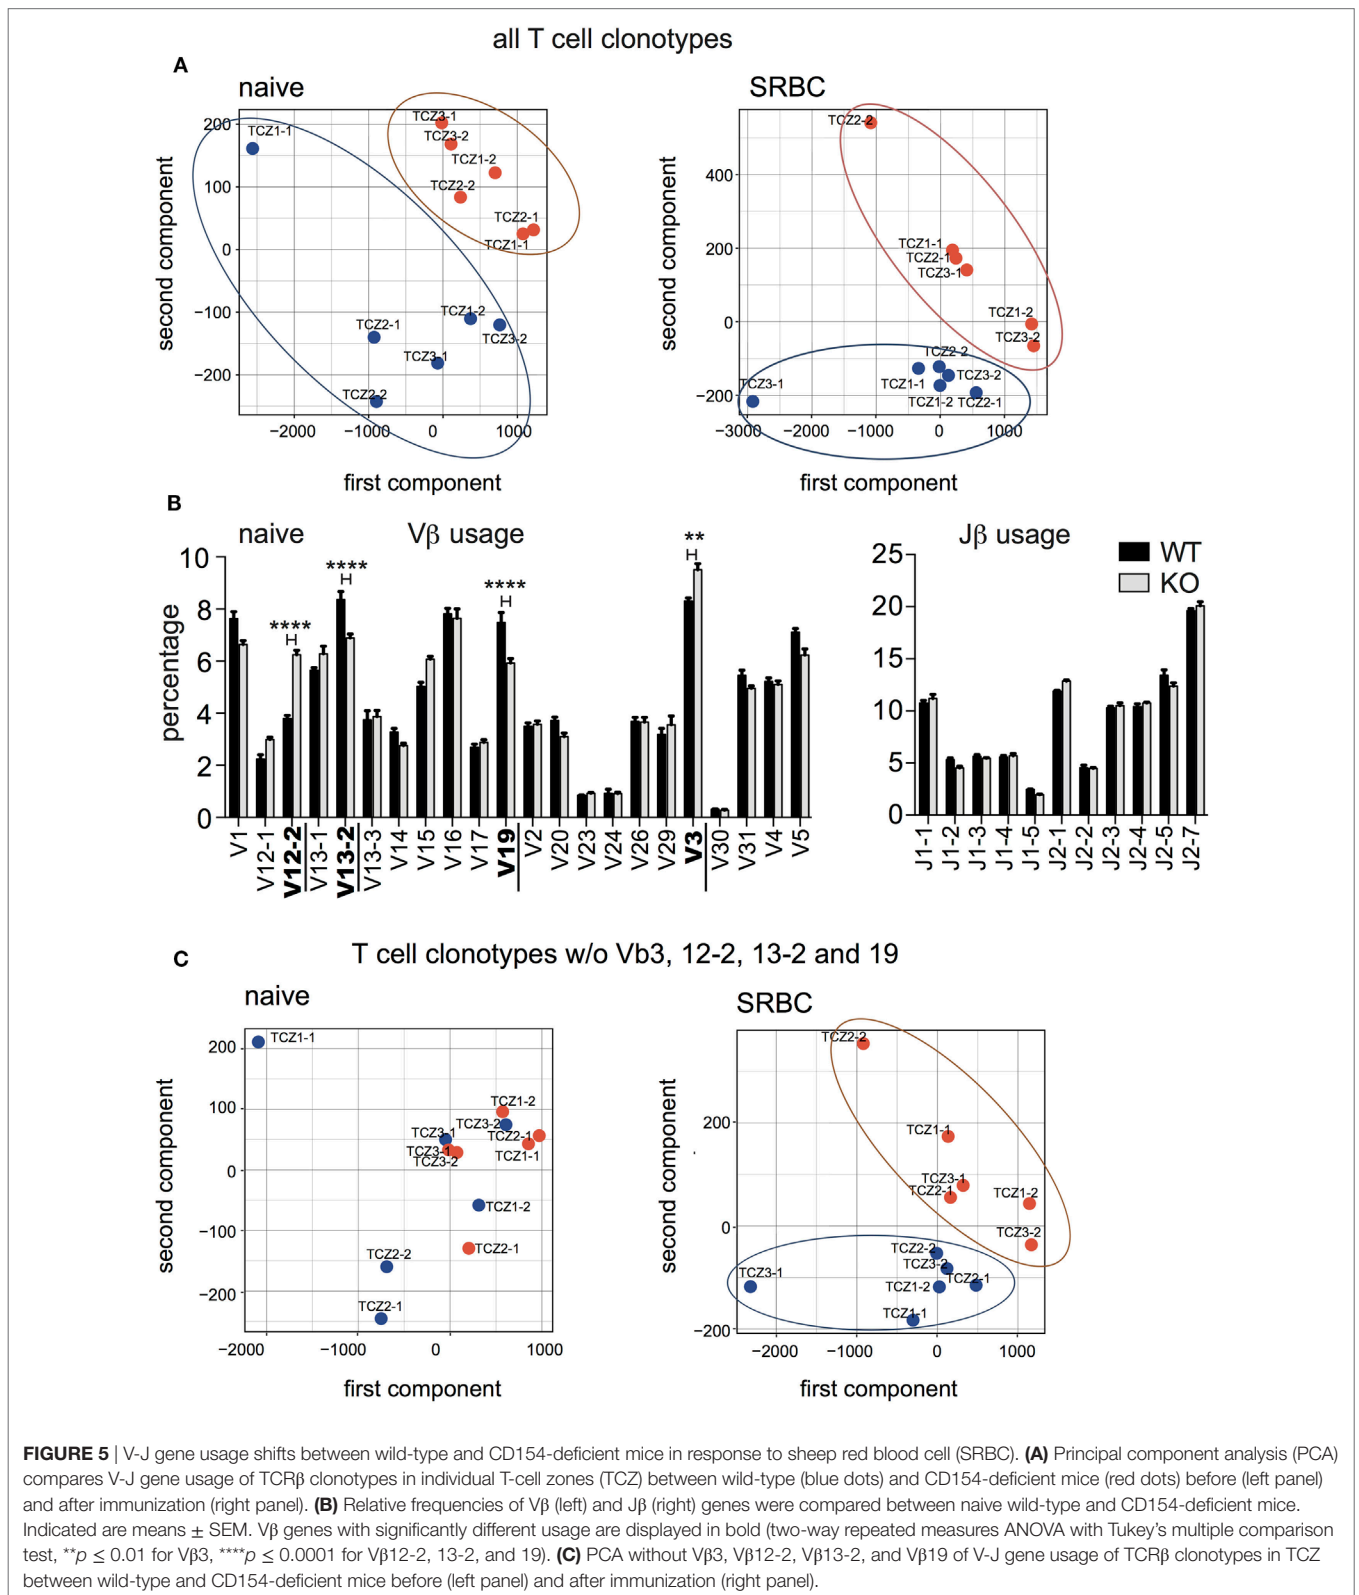 all T cell clonotypes
A
naive
SRBC
second component
200
100
0
−100
−200
TCZ1-1
TCZ3-1
TCZ3-2
TCZ1-2
TCZ2-2
TCZ2-1
TCZ1-1
TCZ1-2
TCZ2-1
TCZ3-2
TCZ3-1
TCZ2-2
−2000
−1000
0
1000
first component
second component
400
200
0
−200
TCZ2-2
TCZ1-1
TCZ2-1
TCZ3-1
TCZ1-2
TCZ3-2
TCZ2-2
TCZ3-1
TCZ1-1
TCZ3-2
TCZ1-2
TCZ2-1
−3000
−2000
−1000
0
1000
first component
B
naive
Vβ usage
percentage
10
8
6
4
2
0
****
****
****
**
V1
V12-1
V12-2
V13-1
V13-2
V13-3
V14
V15
V16
V17
V19
V2
V20
V23
V24
V26
V29
V3
V30
V31
V4
V5
Jβ usage
WT
KO
25
20
15
10
5
0
J1-1
J1-2
J1-3
J1-4
J1-5
J2-1
J2-2
J2-3
J2-4
J2-5
J2-7
C
T cell clonotypes w/o Vb3, 12-2, 13-2 and 19
naive
SRBC
second component
200
100
0
−100
−200
TCZ1-1
TCZ1-2
TCZ3-2
TCZ3-1
TCZ2-1
TCZ3-1
TCZ1-1
TCZ3-2
TCZ1-2
TCZ2-1
TCZ2-2
TCZ2-1
−2000
−1000
0
1000
first component
second component
200
0
−200
TCZ2-2
TCZ1-1
TCZ3-1
TCZ2-1
TCZ1-2
TCZ3-2
TCZ2-2
TCZ3-2
TCZ3-1
TCZ2-1
TCZ1-2
TCZ1-1
−2000
−1000
0
1000
first component
FIGURE 5 | V-J gene usage shifts between wild-type and CD154-deficient mice in response to sheep red blood cell (SRBC). (A) Principal component analysis (PCA)
compares V-J gene usage of TCRβ clonotypes in individual T-cell zones (TCZ) between wild-type (blue dots) and CD154-deficient mice (red dots) before (left panel)
and after immunization (right panel). (B) Relative frequencies of Vβ (left) and Jβ (right) genes were compared between naive wild-type and CD154-deficient mice.
Indicated are means ± SEM. Vβ genes with significantly different usage are displayed in bold (two-way repeated measures ANOVA with Tukey’s multiple comparison
test, **p ≤ 0.01 for Vβ3, ****p ≤ 0.0001 for Vβ12-2, 13-2, and 19). (C) PCA without Vβ3, Vβ12-2, Vβ13-2, and Vβ19 of V-J gene usage of TCRβ clonotypes in TCZ
between wild-type and CD154-deficient mice before (left panel) and after immunization (right panel).